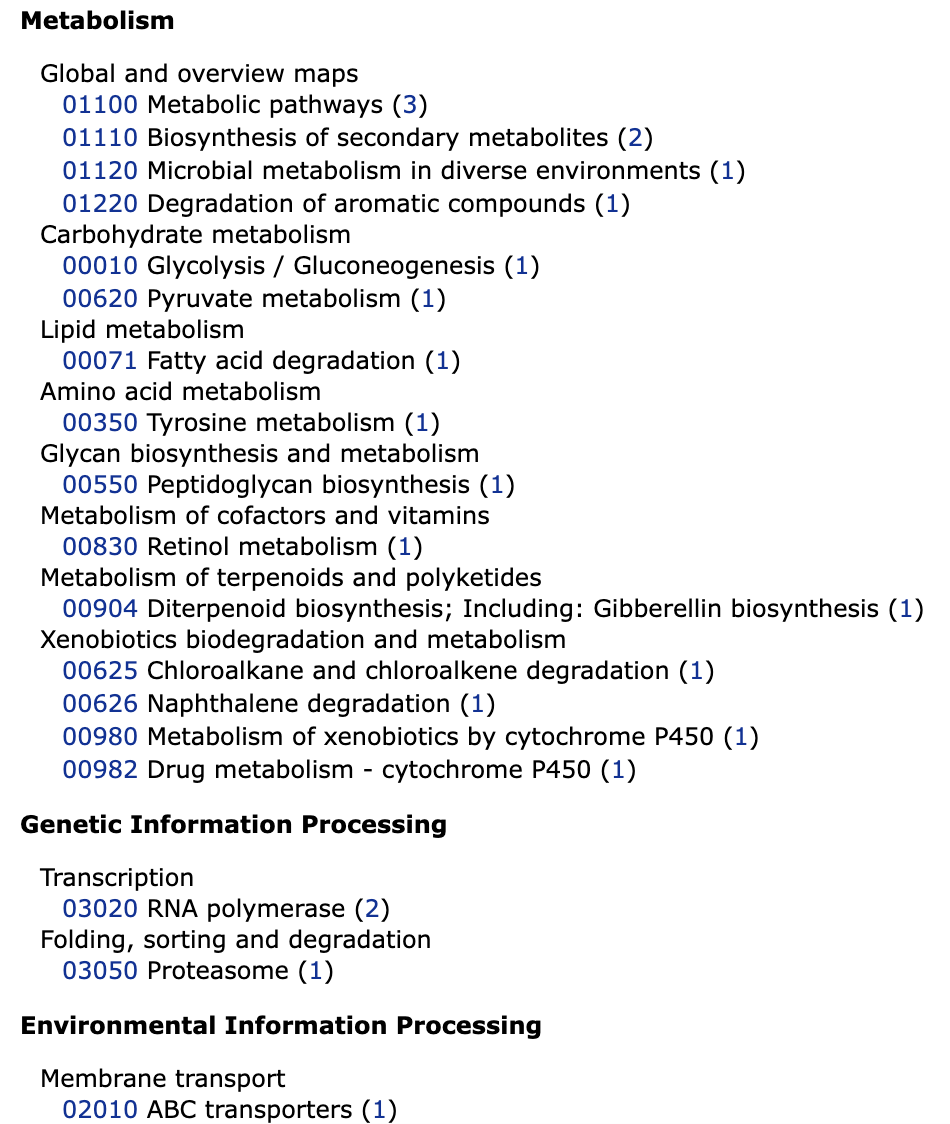 Metabolism
Global and overview maps
01100 Metabolic pathways (3)
01110 Biosynthesis of secondary metabolites (2)
01120 Microbial metabolism in diverse environments (1)
01220 Degradation of aromatic compounds (1)
Carbohydrate metabolism
00010 Glycolysis / Gluconeogenesis (1)
00620 Pyruvate metabolism (1)
Lipid metabolism
00071 Fatty acid degradation (1)
Amino acid metabolism
00350 Tyrosine metabolism (1)
Glycan biosynthesis and metabolism
00550 Peptidoglycan biosynthesis (1)
Metabolism of cofactors and vitamins
00830 Retinol metabolism (1)
Metabolism of terpenoids and polyketides
00904 Diterpenoid biosynthesis; Including: Gibberellin biosynthesis (1)
Xenobiotics biodegradation and metabolism
00625 Chloroalkane and chloroalkene degradation (1)
00626 Naphthalene degradation (1)
00980 Metabolism of xenobiotics by cytochrome P450 (1)
00982 Drug metabolism - cytochrome P450 (1)
Genetic Information Processing
Transcription
03020 RNA polymerase (2)
Folding, sorting and degradation
03050 Proteasome (1)
Environmental Information Processing
Membrane transport
02010 ABC transporters (1)